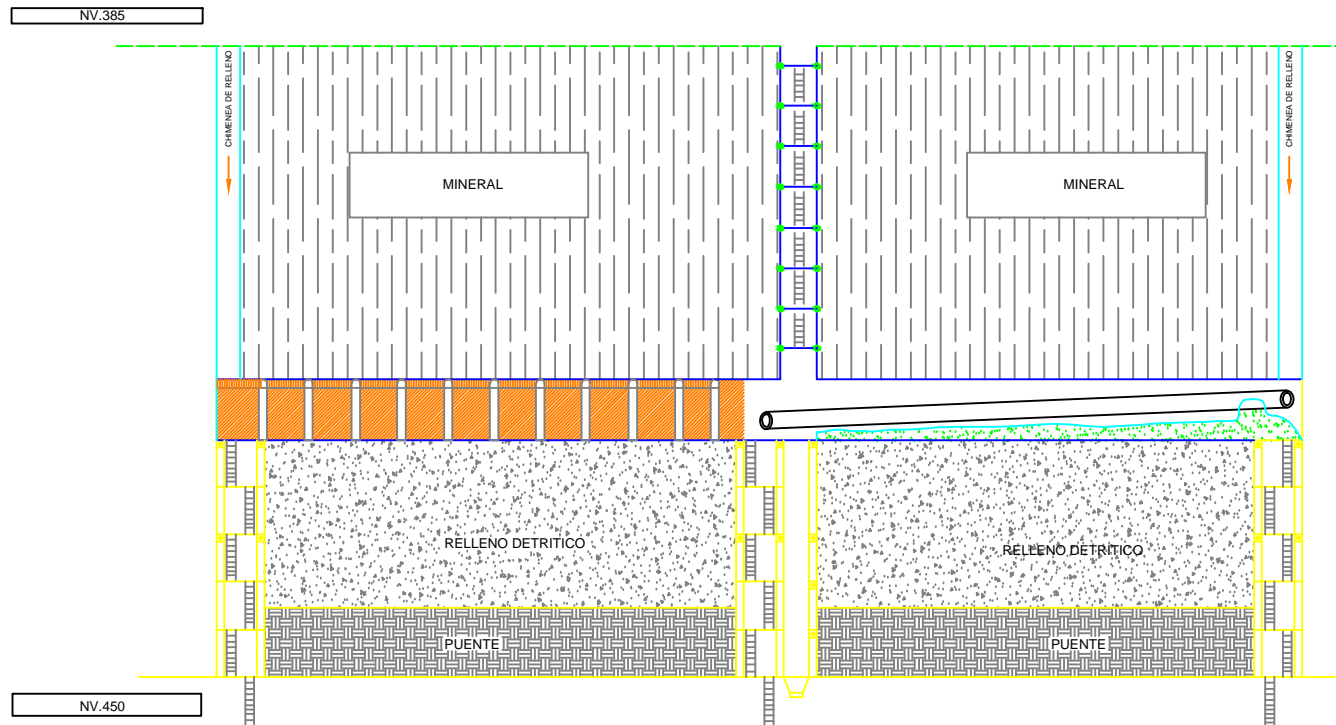 NV.385
CHIMENEA DE RELLENO
CHIMENEA DE RELLENO
MINERAL
MINERAL
RELLENO DETRITICO
RELLENO DETRITICO
PUENTE
PUENTE
NV.450